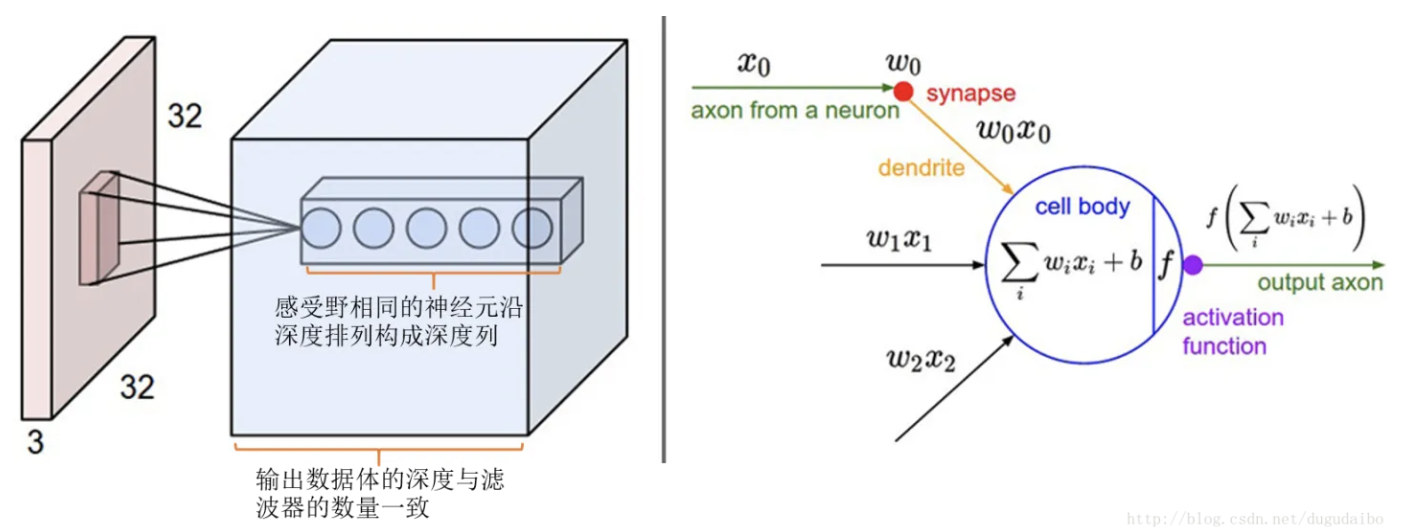 32
32
3
感受野相同的神经元沿
深度排列构成深度列
输出数据体的深度与滤
波器的数量一致
x₀
w₀
synapse
axon from a neuron
w₀x₀
dendrite
cell body
w₁x₁
∑ᵢ wᵢxᵢ + b
f
f(∑ᵢ wᵢxᵢ + b)
output axon
activation
function
w₂x₂
http://blog.csdn.net/dugudaibo